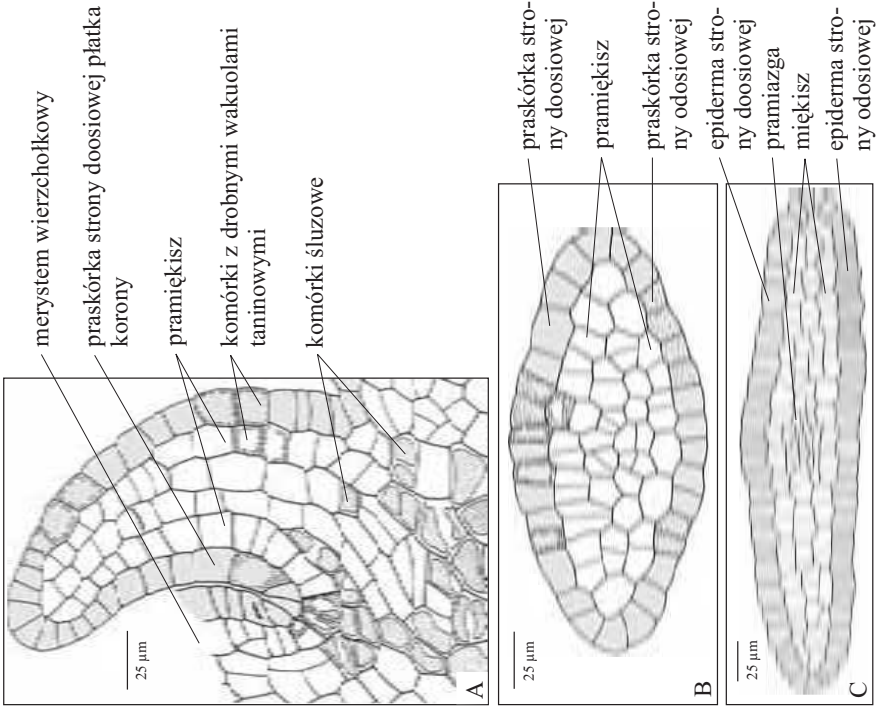 merystem wierzchołkowy
praskórka strony doosiowej płatka
korony
pramiękisz
komórki z drobnymi wakuolami
taninowymi
komórki śluzowe
25 µm
A
praskórka stro-
ny doosiowej
pramiękisz
praskórka stro-
ny odosiowej
25 µm
B
epiderma stro-
ny doosiowej
pramiazga
miękisz
epiderma stro-
ny odosiowej
25 µm
C